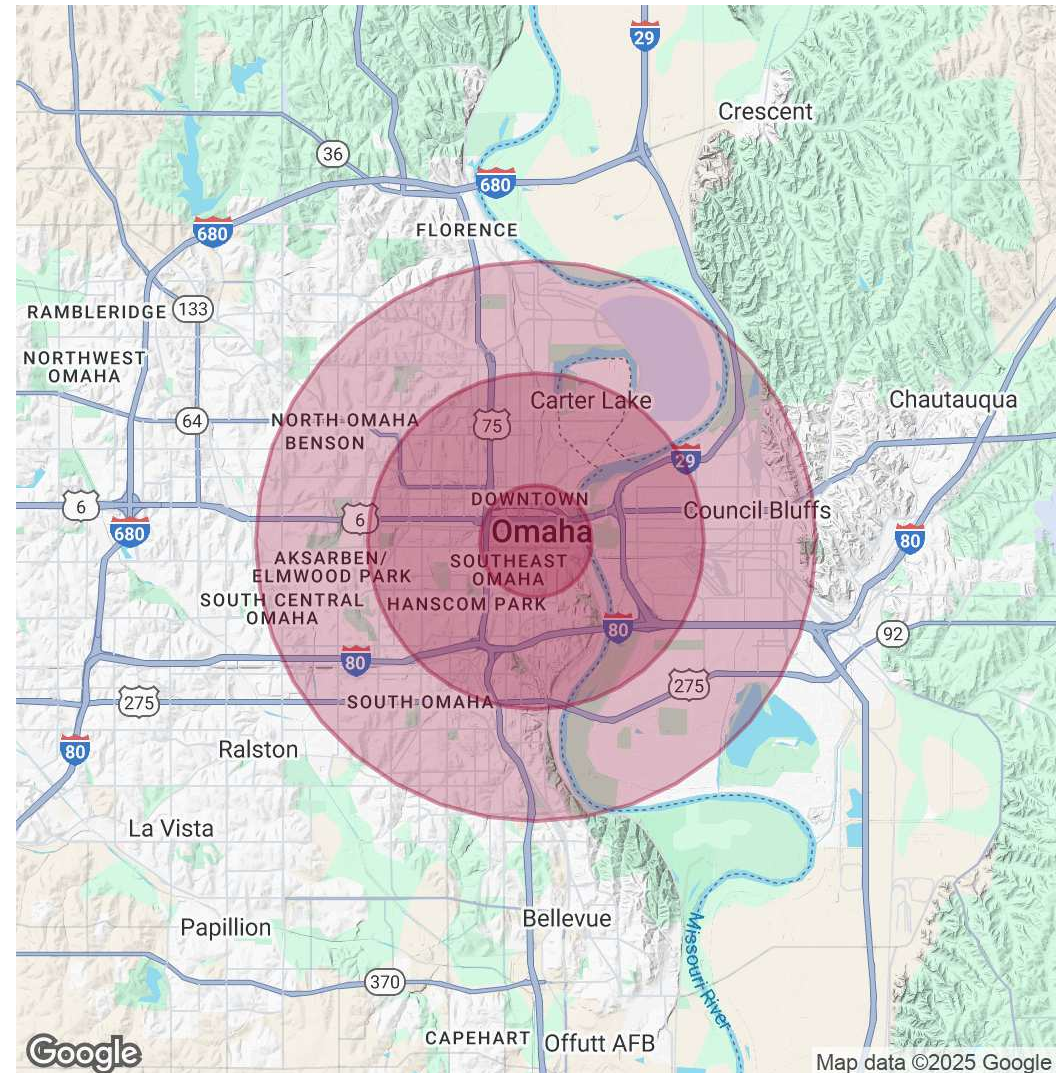 29
Crescent
36
680
680
FLORENCE
RAMBLERIDGE
133
NORTHWEST
OMAHA
Carter Lake
Chautauqua
64
NORTH OMAHA
75
BENSON
29
DOWNTOWN
6
6
Council Bluffs
680
Omaha
80
AKSARBEN/
ELMWOOD PARK
SOUTHEAST
OMAHA
SOUTH CENTRAL
OMAHA
HANSCOM PARK
80
92
80
275
275
SOUTH OMAHA
80
Ralston
La Vista
Papillion
Bellevue
Missouri River
370
CAPEHART
Offutt AFB
Google
Map data ©2025 Google